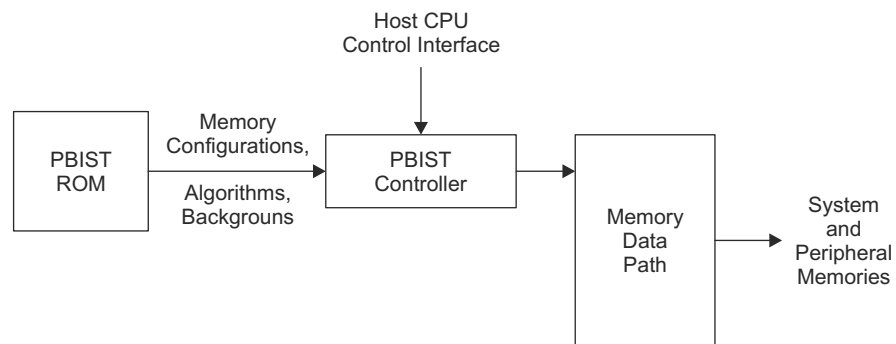 Host CPU
Control Interface
PBIST
ROM
Memory
Configurations,
Algorithms,
Backgrouns
PBIST
Controller
Memory
Data
Path
System
and
Peripheral
Memories